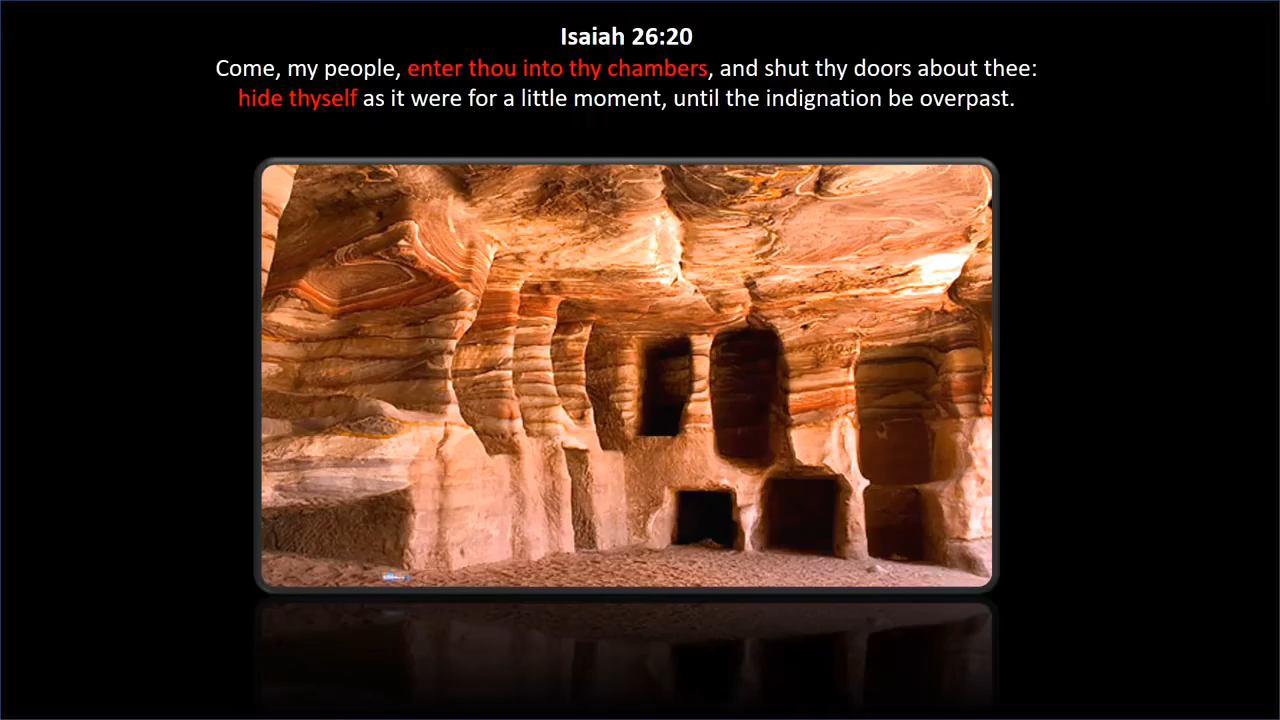 Isaiah 26:20
Come, my people, enter thou into thy chambers, and shut thy doors about thee:
hide thyself as it were for a little moment, until the indignation be overpast.